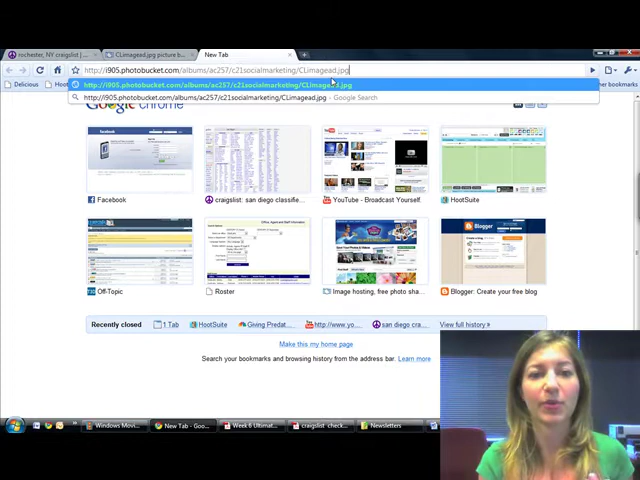 rochester, NY craigslist |
CLimagead.jpg picture b...
New Tab
http://i905.photobucket.com/albums/ac257/c21socialmarketing/CLimagead.jpg
http://i905.photobucket.com/albums/ac257/c21socialmarketing/CLimagead.jpg
http://i905.photobucket.com/albums/ac257/c21socialmarketing/CLimagead.jpg - Google Search
Delicious
other bookmarks
Google chrome
Facebook
craigslist: san diego classifie...
YouTube - Broadcast Yourself.
HootSuite
Off-Topic
Roster
Image hosting, free photo sha...
Blogger: Create your free blog
Recently closed
1 Tab
HootSuite
Giving Predat...
http://www.yo...
san diego crai...
View full history »
Make this my home page
Search your bookmarks and browsing history from the address bar. Learn more
Windows Movi...
New Tab - Goo...
Week 6 Ultimat...
craigslist check...
Newsletters